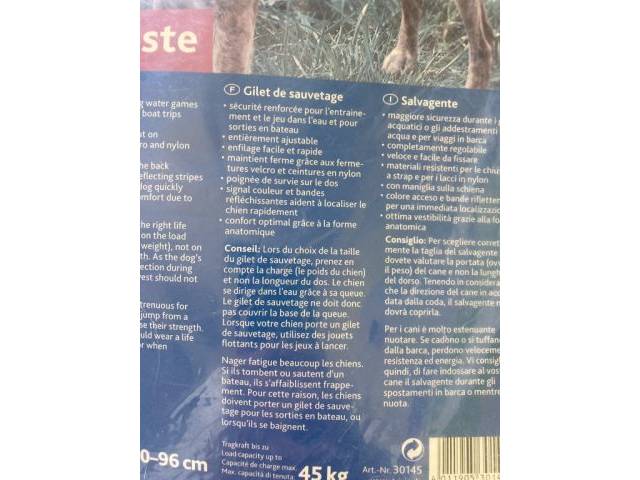 ste
g water games
boat trips
t on
ro and nylon
he back
eflecting stripes
log quickly
omfort due to
he right life
on the load
weight), not on
th. As the dog's
ection during
vest should not
trenuous for
jump from a
se their strength.
uld wear a life
or when
0–96 cm
F Gilet de sauvetage
• sécurité renforcée pour l'entraine-
ment et le jeu dans l'eau et pour
sorties en bateau
• entièrement ajustable
• enfilage facile et rapide
• maintient ferme grâce aux ferme-
tures velcro et ceintures en nylon
• poignée de survie sur le dos
• signal couleur et bandes
réfléchissantes aident à localiser le
chien rapidement
• confort optimal grâce à la forme
anatomique
Conseil: Lors du choix de la taille
du gilet de sauvetage, prenez en
compte la charge (le poids du chien)
et non la longueur du dos. Le chien
se dirige dans l'eau grâce à sa queue.
Le gilet de sauvetage ne doit donc
pas couvrir la base de la queue.
Lorsque votre chien porte un gilet
de sauvetage, utilisez des jouets
flottants pour les jeux à lancer.
Nager fatigue beaucoup les chiens.
Si ils tombent ou sautent d'un
bateau, ils s'affaiblissent frappe-
ment. Pour cette raison, les chiens
doivent porter un gilet de sauve-
tage pour les sorties en bateau, ou
lorsqu'ils se baignent.
Tragkraft bis zu
Load capacity up to
Capacité de charge max.
Max. capacità di tenuta
45 kg
I Salvagente
• maggiore sicurezza durante i g
acquatici o gli addestramenti
acqua e per viaggi in barca
• completamente regolabile
• veloce e facile da fissare
• materiali resistenti per le chiu
a strap e per i lacci in nylon
• con maniglia sulla schiena
• colore acceso e bande rifletten
per una immediata localizzazio
• ottima vestibilità grazie alla fo
anatomica
Consiglio: Per scegliere corret
mente la taglia del salvagente
dovete valutare la portata (ovv
il peso) del cane e non la lungh
del dorso. Tenendo in consider
che la direzione del cane in acq
data dalla coda, il salvagente n
dovrà coprirla.
Per i cani è molto estenuante
nuotare. Se cadono o si tuffano
dalla barca, perdono velocemen
resistenza ed energia. Vi consigl
quindi, di far indossare al vost
cane il salvagente durante gli
spostamenti in barca o mentre
nuota.
Art.-Nr. 30145